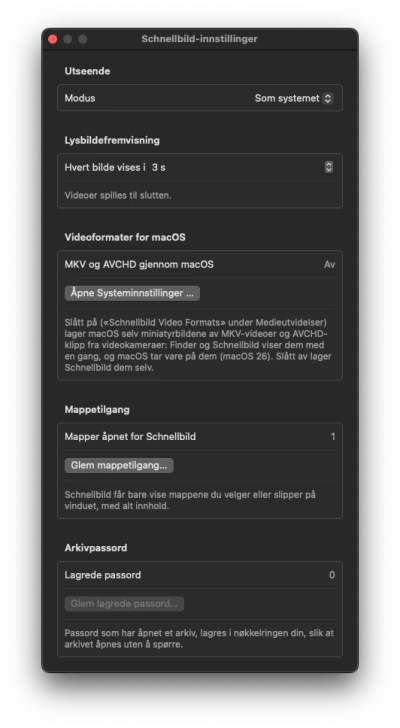 Schnellbild-innstillinger
Utseende
Modus Som systemet
Lysbildefremvisning
Hvert bilde vises i 3 s
Videoer spilles til slutten.
Videoformater for macOS
MKV og AVCHD gjennom macOS Av
Åpne Systeminnstillinger ...
Slått på («Schnellbild Video Formats» under Medieutvidelser)
lager macOS selv miniatyrbildene av MKV-videoer og AVCHD-
klipp fra videokameraer: Finder og Schnellbild viser dem med
en gang, og macOS tar vare på dem (macOS 26). Slått av lager
Schnellbild dem selv.
Mappetilgang
Mapper åpnet for Schnellbild 1
Glem mappetilgang...
Schnellbild får bare vise mappene du velger eller slipper på
vinduet, med alt innhold.
Arkivpassord
Lagrede passord 0
Glem lagrede passord...
Passord som har åpnet et arkiv, lagres i nøkkelringen din, slik at
arkivet åpnes uten å spørre.